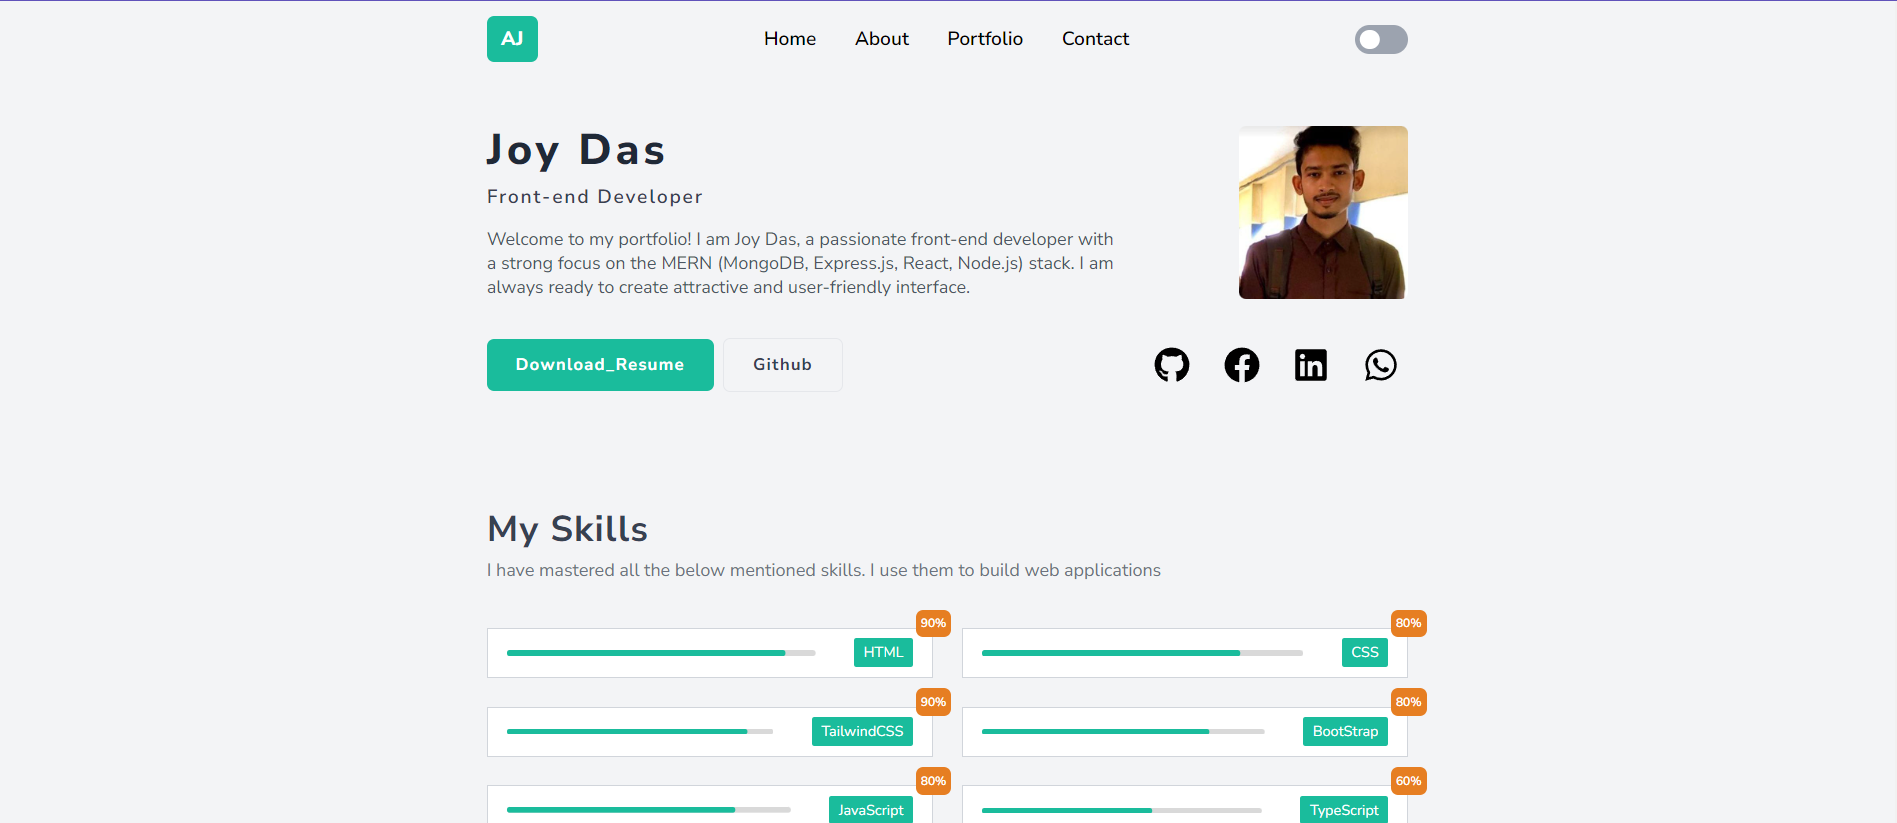 AJ
Home About Portfolio Contact
Joy Das
Front-end Developer
Welcome to my portfolio! I am Joy Das, a passionate front-end developer with
a strong focus on the MERN (MongoDB, Express.js, React, Node.js) stack. I am
always ready to create attractive and user-friendly interface.
Download_Resume Github
My Skills
I have mastered all the below mentioned skills. I use them to build web applications
90% 80%
HTML CSS
90% 80%
TailwindCSS BootStrap
80% 60%
JavaScript TypeScript